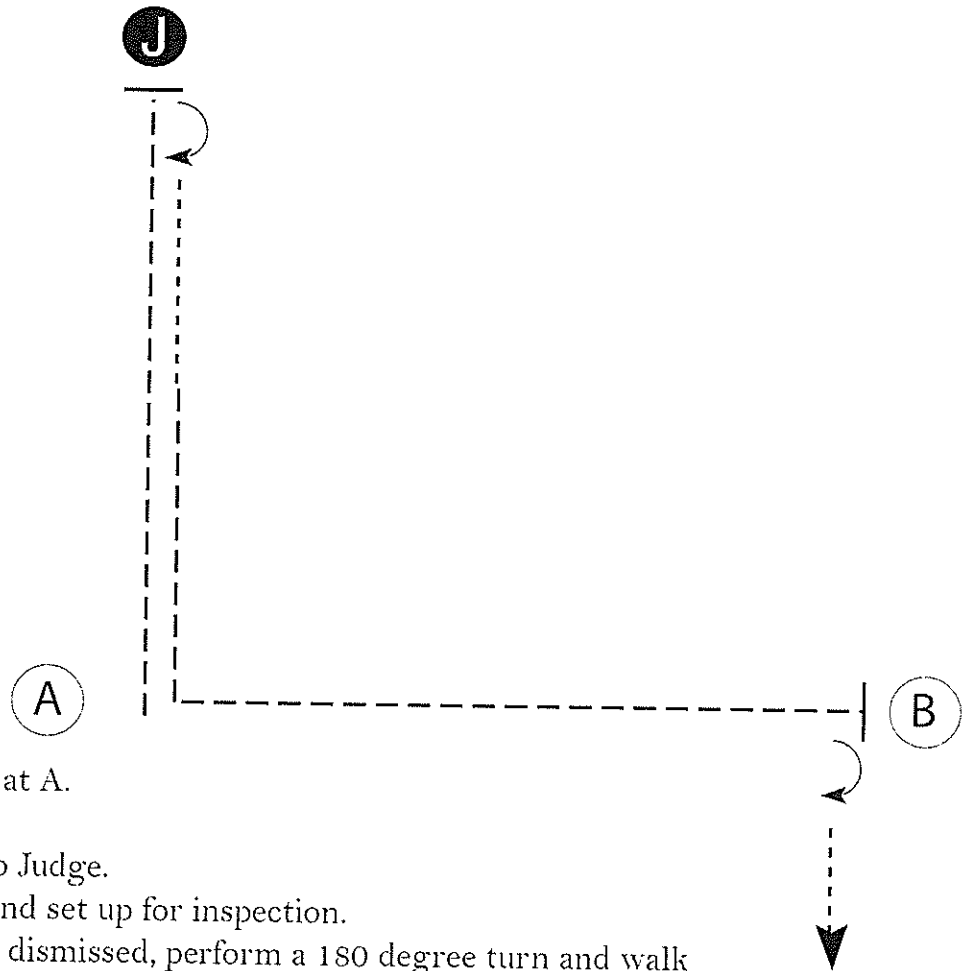 J
A
B
at A.
Judge.
nd set up for inspection.
dismissed, perform a 180 degree turn and walk